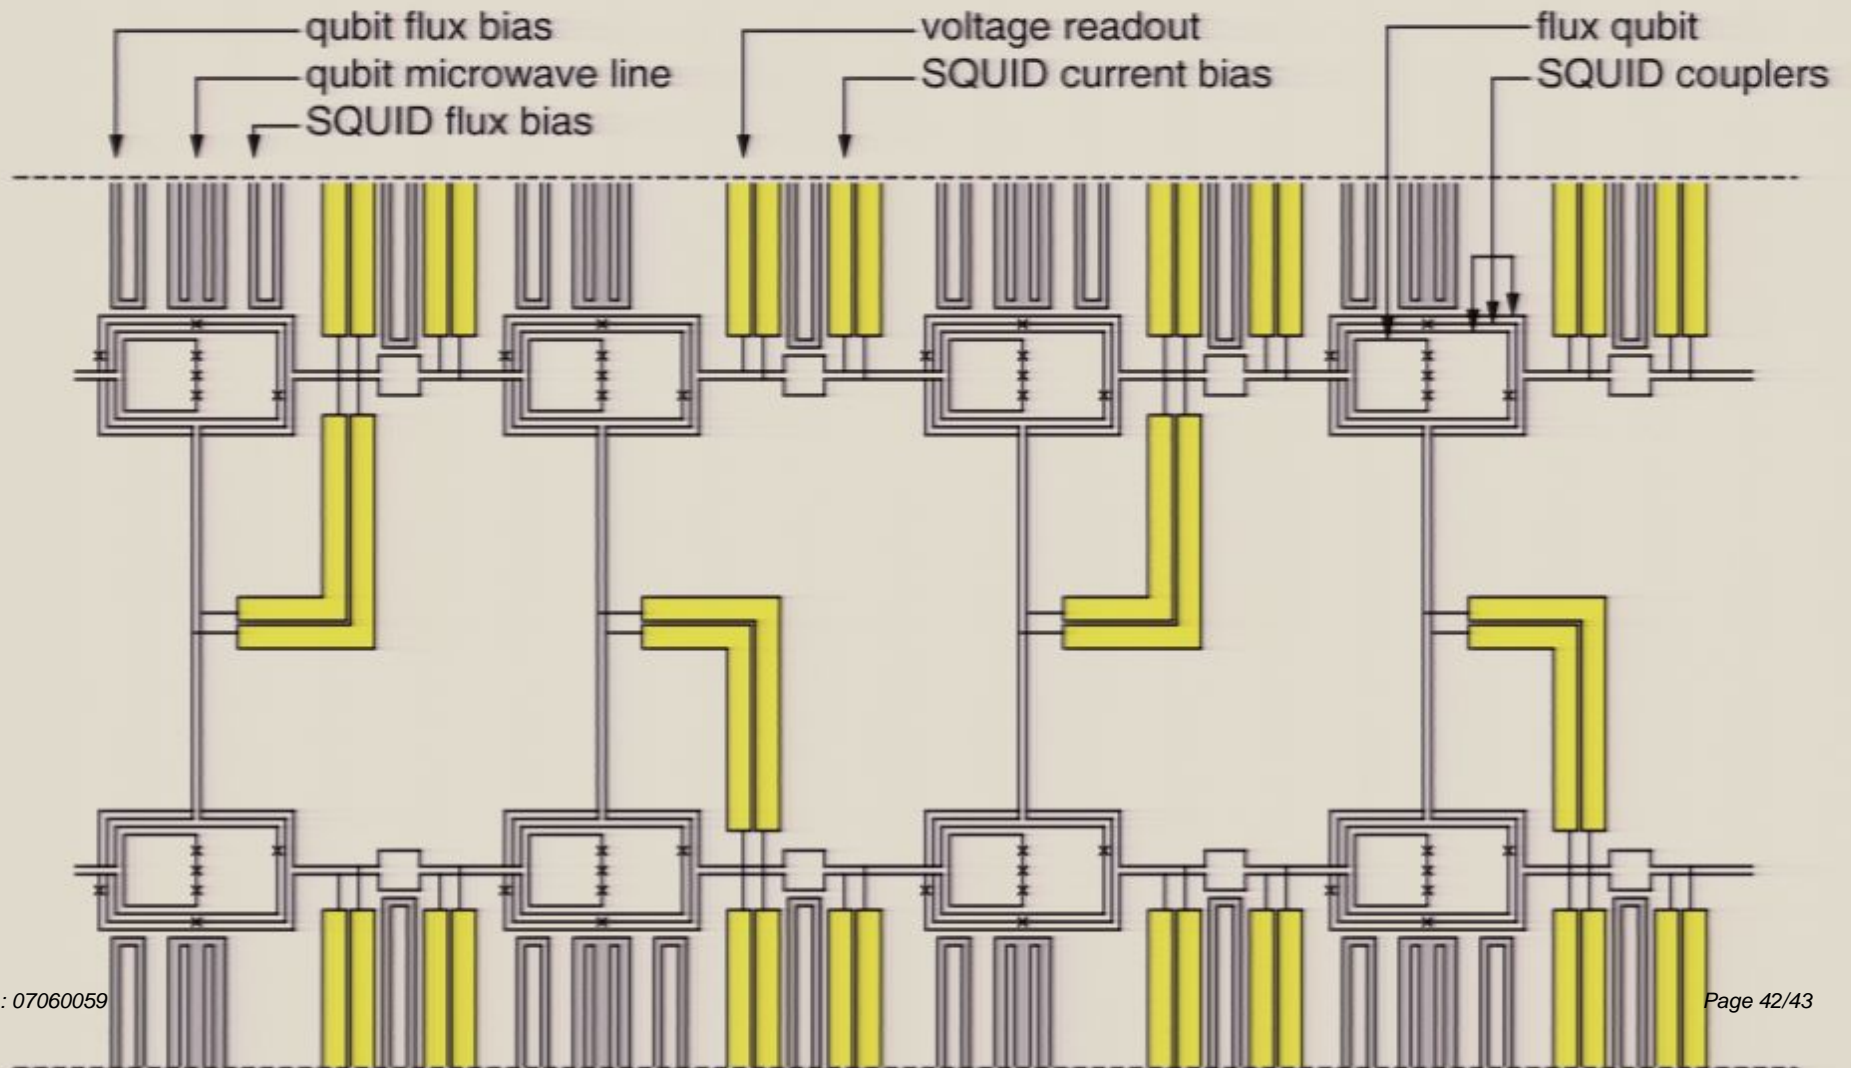 qubit flux bias
qubit microwave line
SQUID flux bias
voltage readout
SQUID current bias
flux qubit
SQUID couplers
: 07060059
Page 42/43